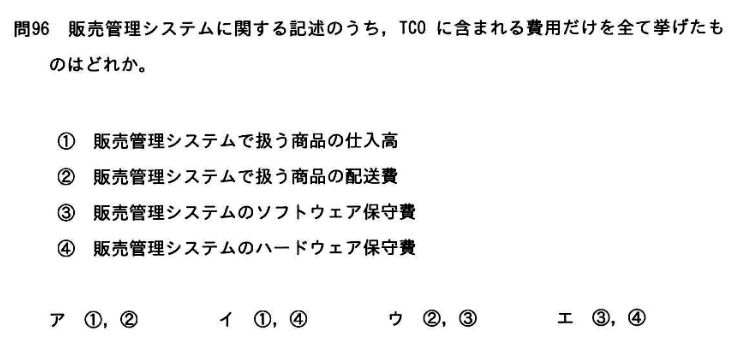 問96　販売管理システムに関する記述のうち，TCO に含まれる費用だけを全て挙げたも
のはどれか。
①　販売管理システムで扱う商品の仕入高
②　販売管理システムで扱う商品の配送費
③　販売管理システムのソフトウェア保守費
④　販売管理システムのハードウェア保守費
ア　①，②　イ　①，④　ウ　②，③　エ　③，④